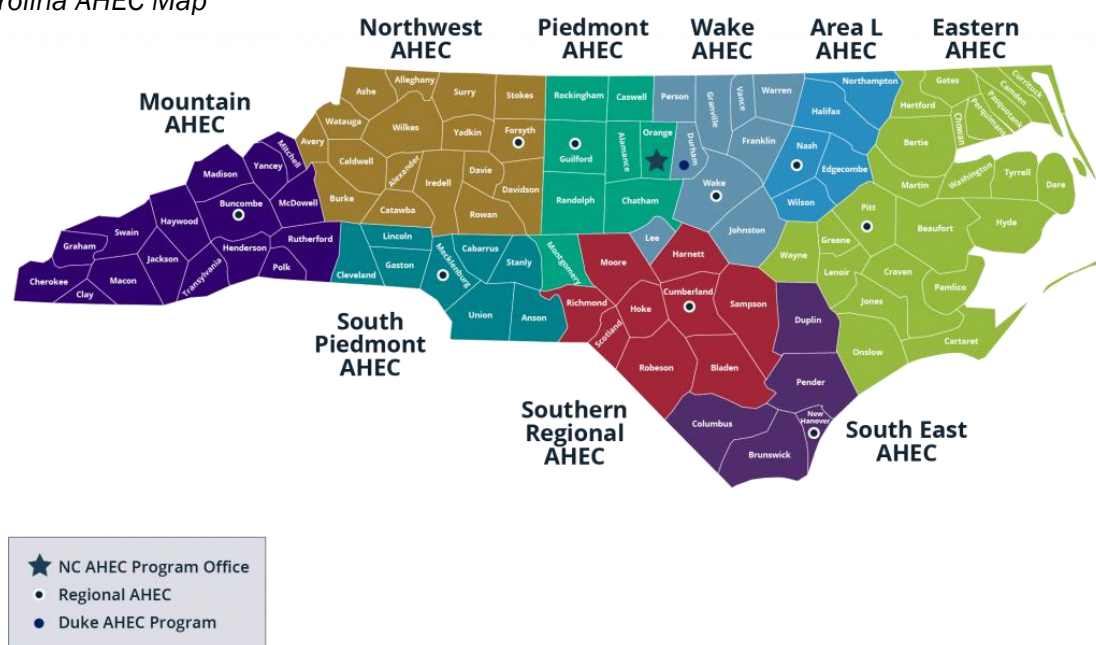 rolina AHEC Map
Northwest
AHEC
Piedmont
AHEC
Wake
AHEC
Area L
AHEC
Eastern
AHEC
Mountain
AHEC
South
Piedmont
AHEC
Southern
Regional
AHEC
South East
AHEC
Cherokee
Graham
Clay
Swain
Macon
Haywood
Jackson
Transylvania
Madison
Buncombe
Henderson
Yancey
Mitchell
McDowell
Polk
Rutherford
Avery
Watauga
Ashe
Alleghany
Wilkes
Caldwell
Burke
Alexander
Catawba
Surry
Yadkin
Iredell
Stokes
Forsyth
Davie
Davidson
Rowan
Cleveland
Lincoln
Gaston
Mecklenburg
Cabarrus
Stanly
Union
Anson
Rockingham
Caswell
Guilford
Alamance
Orange
Randolph
Chatham
Montgomery
Person
Granville
Vance
Warren
Durham
Franklin
Wake
Johnston
Lee
Northampton
Halifax
Nash
Edgecombe
Wilson
Moore
Harnett
Richmond
Scotland
Hoke
Cumberland
Sampson
Robeson
Bladen
Duplin
Pender
New
Hanover
Columbus
Brunswick
Gates
Hertford
Bertie
Chowan
Perquimans
Pasquotank
Camden
Currituck
Martin
Washington
Tyrrell
Dare
Pitt
Beaufort
Hyde
Greene
Wayne
Lenoir
Craven
Pamlico
Jones
Onslow
Cartaret
NC AHEC Program Office
Regional AHEC
Duke AHEC Program